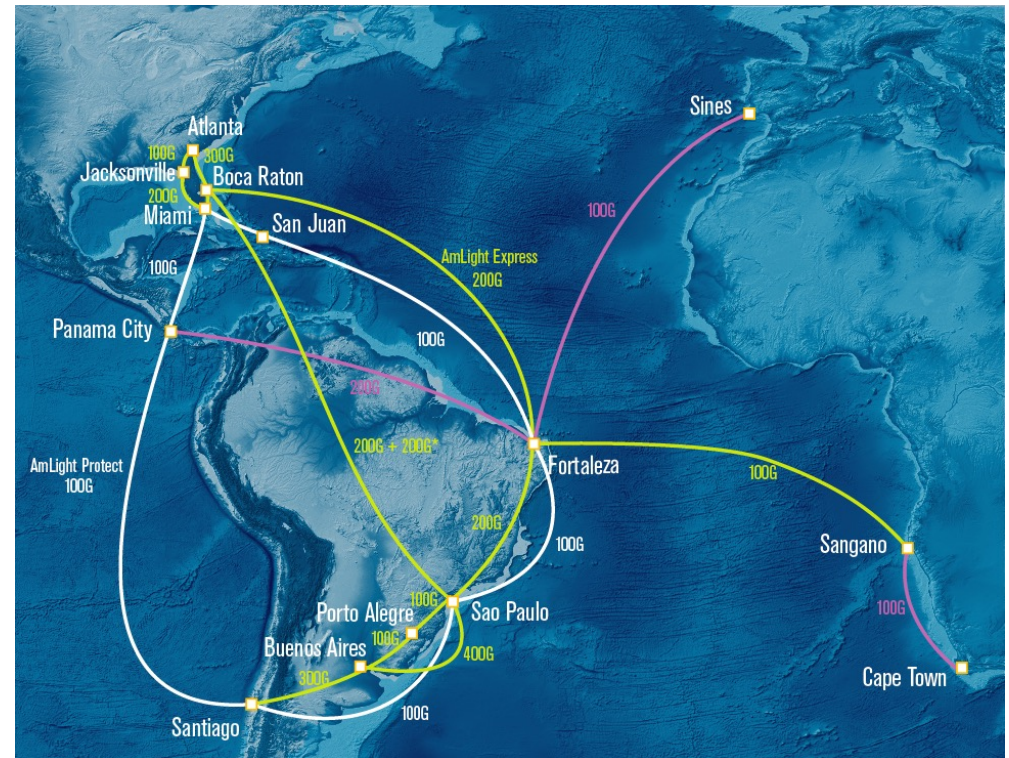 Sines
Atlanta
100G
300G
Jacksonville
Boca Raton
200G
Miami
San Juan
100G
100G
AmLight Express
200G
Panama City
100G
200G
200G + 200G*
AmLight Protect
100G
Fortaleza
100G
200G
100G
Sangano
100G
Porto Alegre
Sao Paulo
100G
100G
Buenos Aires
400G
300G
Cape Town
100G
Santiago